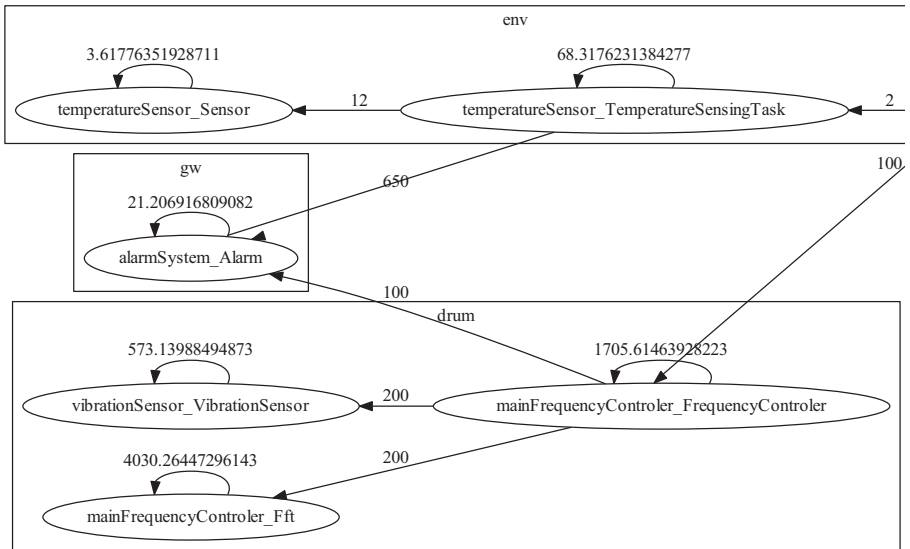 env
3.61776351928711
68.3176231384277
temperatureSensor_Sensor
12
temperatureSensor_TemperatureSensingTask
2
gw
100
650
21.206916809082
alarmSystem_Alarm
100
drum
573.13988494873
1705.61463928223
vibrationSensor_VibrationSensor
200
mainFrequencyControler_FrequencyControler
200
4030.26447296143
mainFrequencyControler_Fft